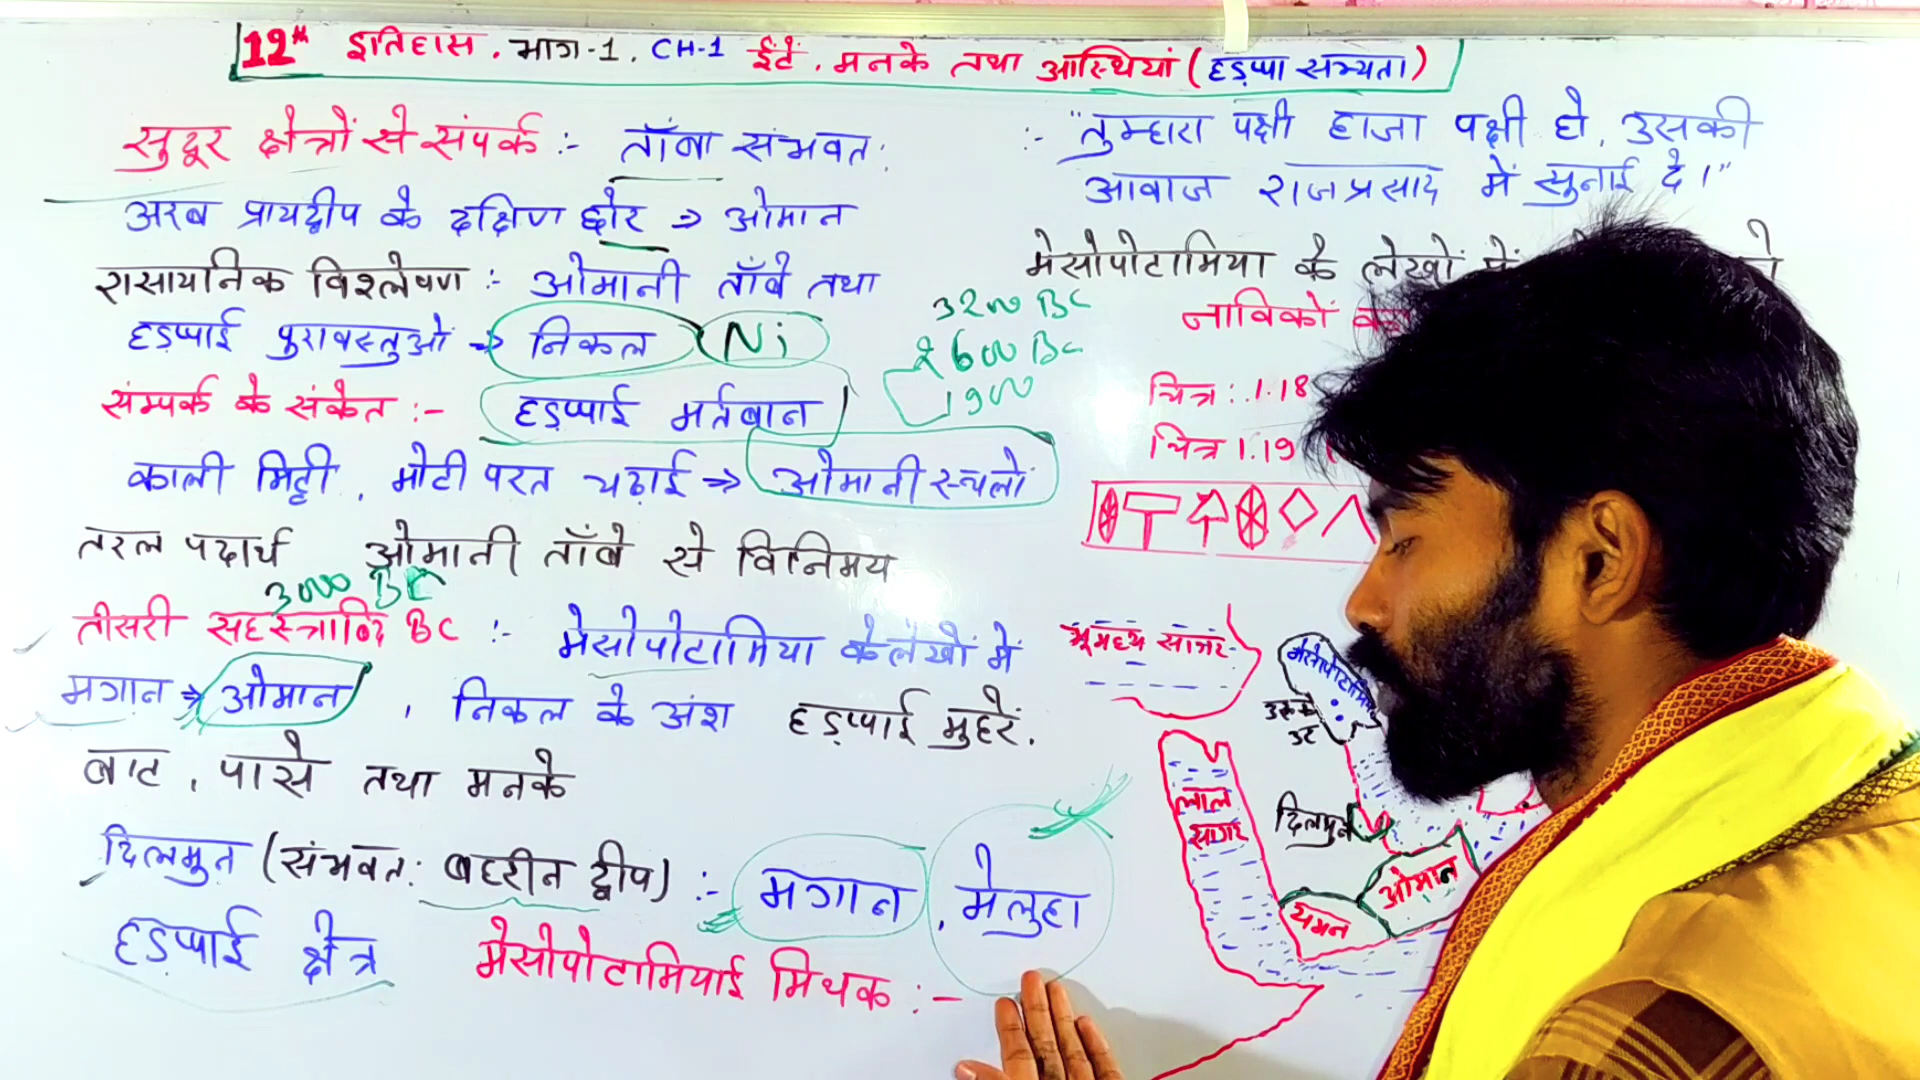 12th इतिहास. भाग-1. CH-1 ईंटे. मनके तथा अस्थियां (हड़प्पा सभ्यता)
सुदूर क्षेत्रों से संपर्क :- ताँबा संभवत:
अरब प्रायद्वीप के दक्षिण छोर ⇒ ओमान
रासायनिक विश्लेषण :- ओमानी ताँबे तथा
हड़प्पाई पुरावस्तुओं → निकल Ni
संम्पर्क के संकेत :- हड़प्पाई मर्तबान
काली मिट्टी. मोटी परत चढ़ाई ⇒ ओमानी स्थलों
तरल पदार्थ ओमानी ताँबे से विनिमय
3000 BC
तीसरी सहस्त्राब्दि BC :- मेसोपोटामिया के लेखों में
मगान → ओमान , निकल के अंश हड़प्पाई मुहरें.
बाट, पासे तथा मनके
दिलमुन (संभवत: बहरीन द्वीप) :- मगान , मेलुहा
हड़प्पाई क्षेत्र मेसोपोटामियाई मिथक :-
3200 BC
2600 BC
1900
:- "तुम्हारा पक्षी हाजा पक्षी हो, उसकी
आवाज राजप्रसाद में सुनाई दे।"
मेसोपोटामिया के लेखों में
नाविकों का
चित्र : 1.18
चित्र 1.19
भूमध्य सागर
मेसोपोटामिया
उर
लाल
सागर
दिलमुन
ओमान
यमन